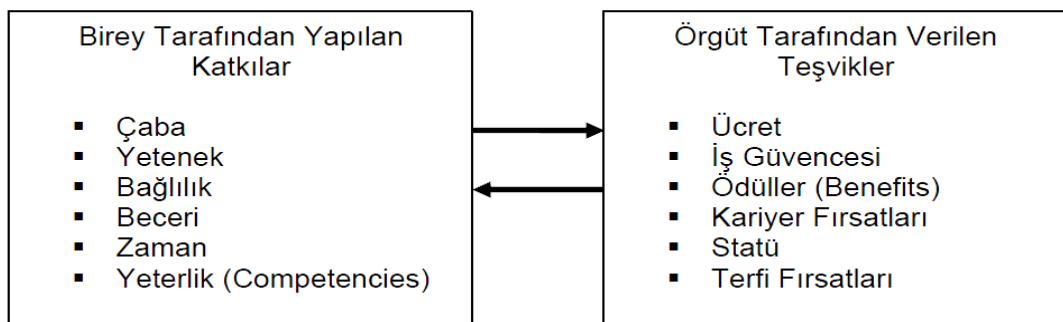 Birey Tarafından Yapılan
Katkılar
▪ Çaba
▪ Yetenek
▪ Bağlılık
▪ Beceri
▪ Zaman
▪ Yeterlik (Competencies)
Örgüt Tarafından Verilen
Teşvikler
▪ Ücret
▪ İş Güvencesi
▪ Ödüller (Benefits)
▪ Kariyer Fırsatları
▪ Statü
▪ Terfi Fırsatları